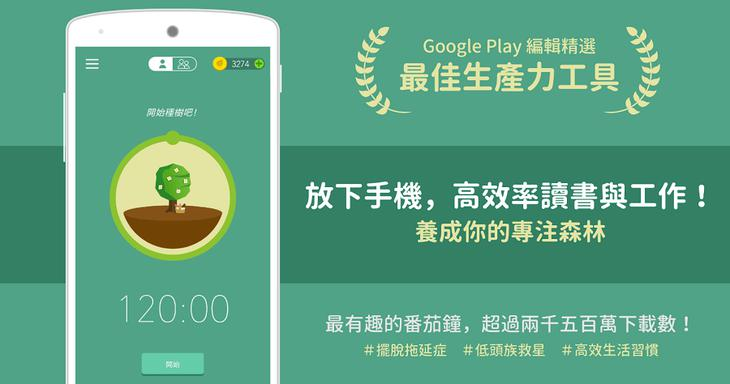 3274
開始種樹吧！
120:00
開始
Google Play 編輯精選
最佳生產力工具
放下手機，高效率讀書與工作！
養成你的專注森林
最有趣的番茄鐘，超過兩千五百萬下載數！
＃擺脫拖延症 ＃低頭族救星 ＃高效生活習慣